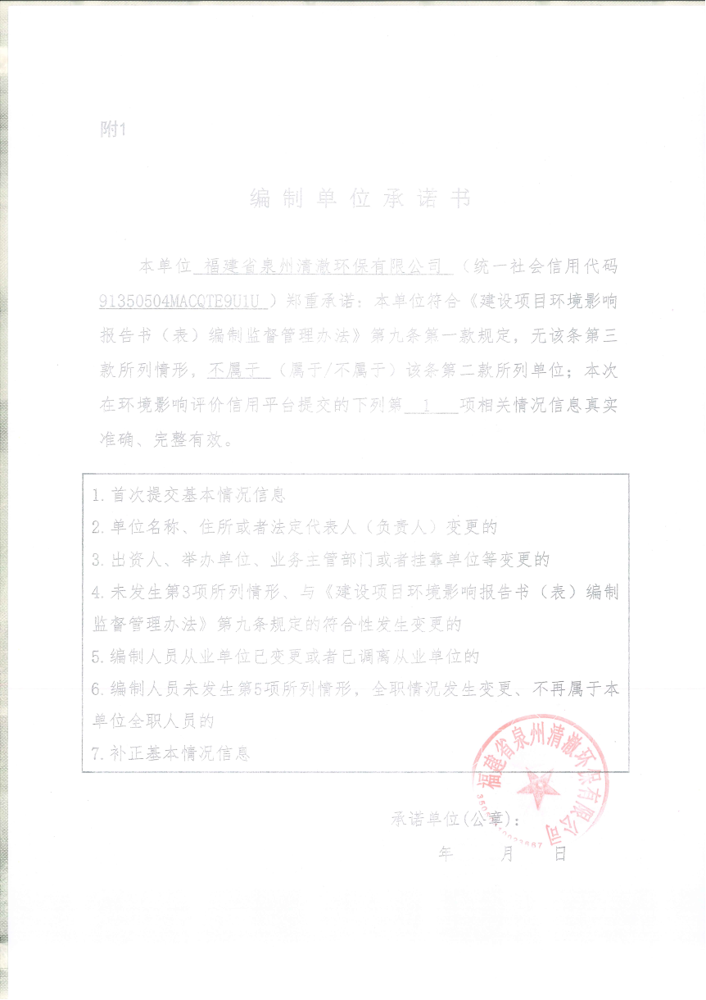 附1
编制单位承诺书
本单位 福建省泉州清澈环保有限公司 （统一社会信用代码
91350504MACQTE9U1U ）郑重承诺：本单位符合《建设项目环境影响
报告书（表）编制监督管理办法》第九条第一款规定，无该条第三
款所列情形，不属于 （属于/不属于）该条第二款所列单位；本次
在环境影响评价信用平台提交的下列第 1 项相关情况信息真实
准确、完整有效。
1.首次提交基本情况信息
2.单位名称、住所或者法定代表人（负责人）变更的
3.出资人、举办单位、业务主管部门或者挂靠单位等变更的
4.未发生第3项所列情形、与《建设项目环境影响报告书（表）编制
监督管理办法》第九条规定的符合性发生变更的
5.编制人员从业单位已变更或者已调离从业单位的
6.编制人员未发生第5项所列情形，全职情况发生变更、不再属于本
单位全职人员的
7.补正基本情况信息
福建省泉州清澈环保有限公司
承诺单位(公章)：
年 月 日